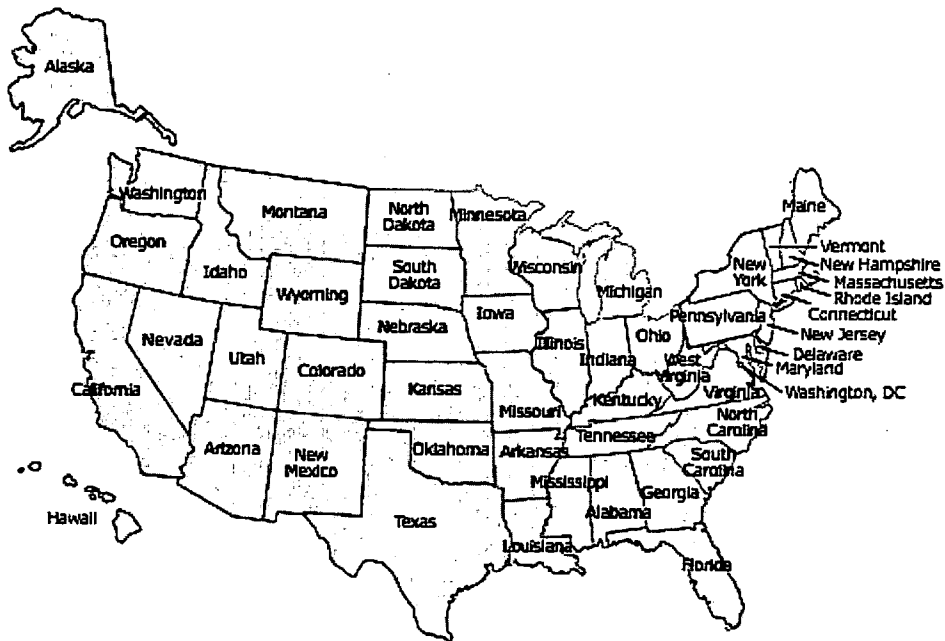 Alaska
Washington
Montana
North
Dakota
Minnesota
Maine
Oregon
Idaho
South
Dakota
Wisconsin
Michigan
New
York
Vermont
New Hampshire
Massachusetts
Rhode Island
Connecticut
Wyoming
Nebraska
Iowa
Pennsylvania
New Jersey
Nevada
Utah
Colorado
Illinois
Indiana
Ohio
Delaware
Maryland
California
Kansas
Missouri
West
Virginia
Kentucky
Virginia
Washington, DC
Arizona
New
Mexico
Oklahoma
Arkansas
Tennessee
North
Carolina
South
Carolina
Mississippi
Georgia
Alabama
Hawaii
Texas
Louisiana
Florida